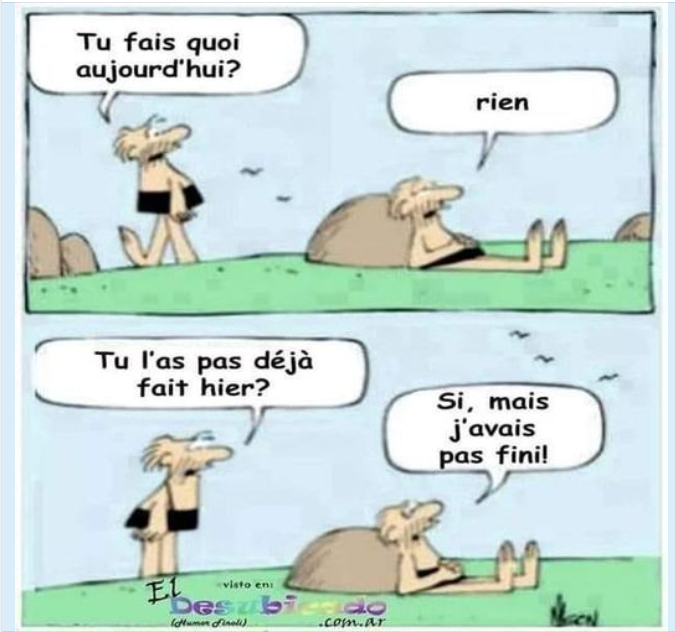 Tu fais quoi
aujourd'hui?
rien
Tu l'as pas déjà
fait hier?
Si, mais
j'avais
pas fini!
visto en:
El
Desubicado
(Humor Finoli)
.com.ar